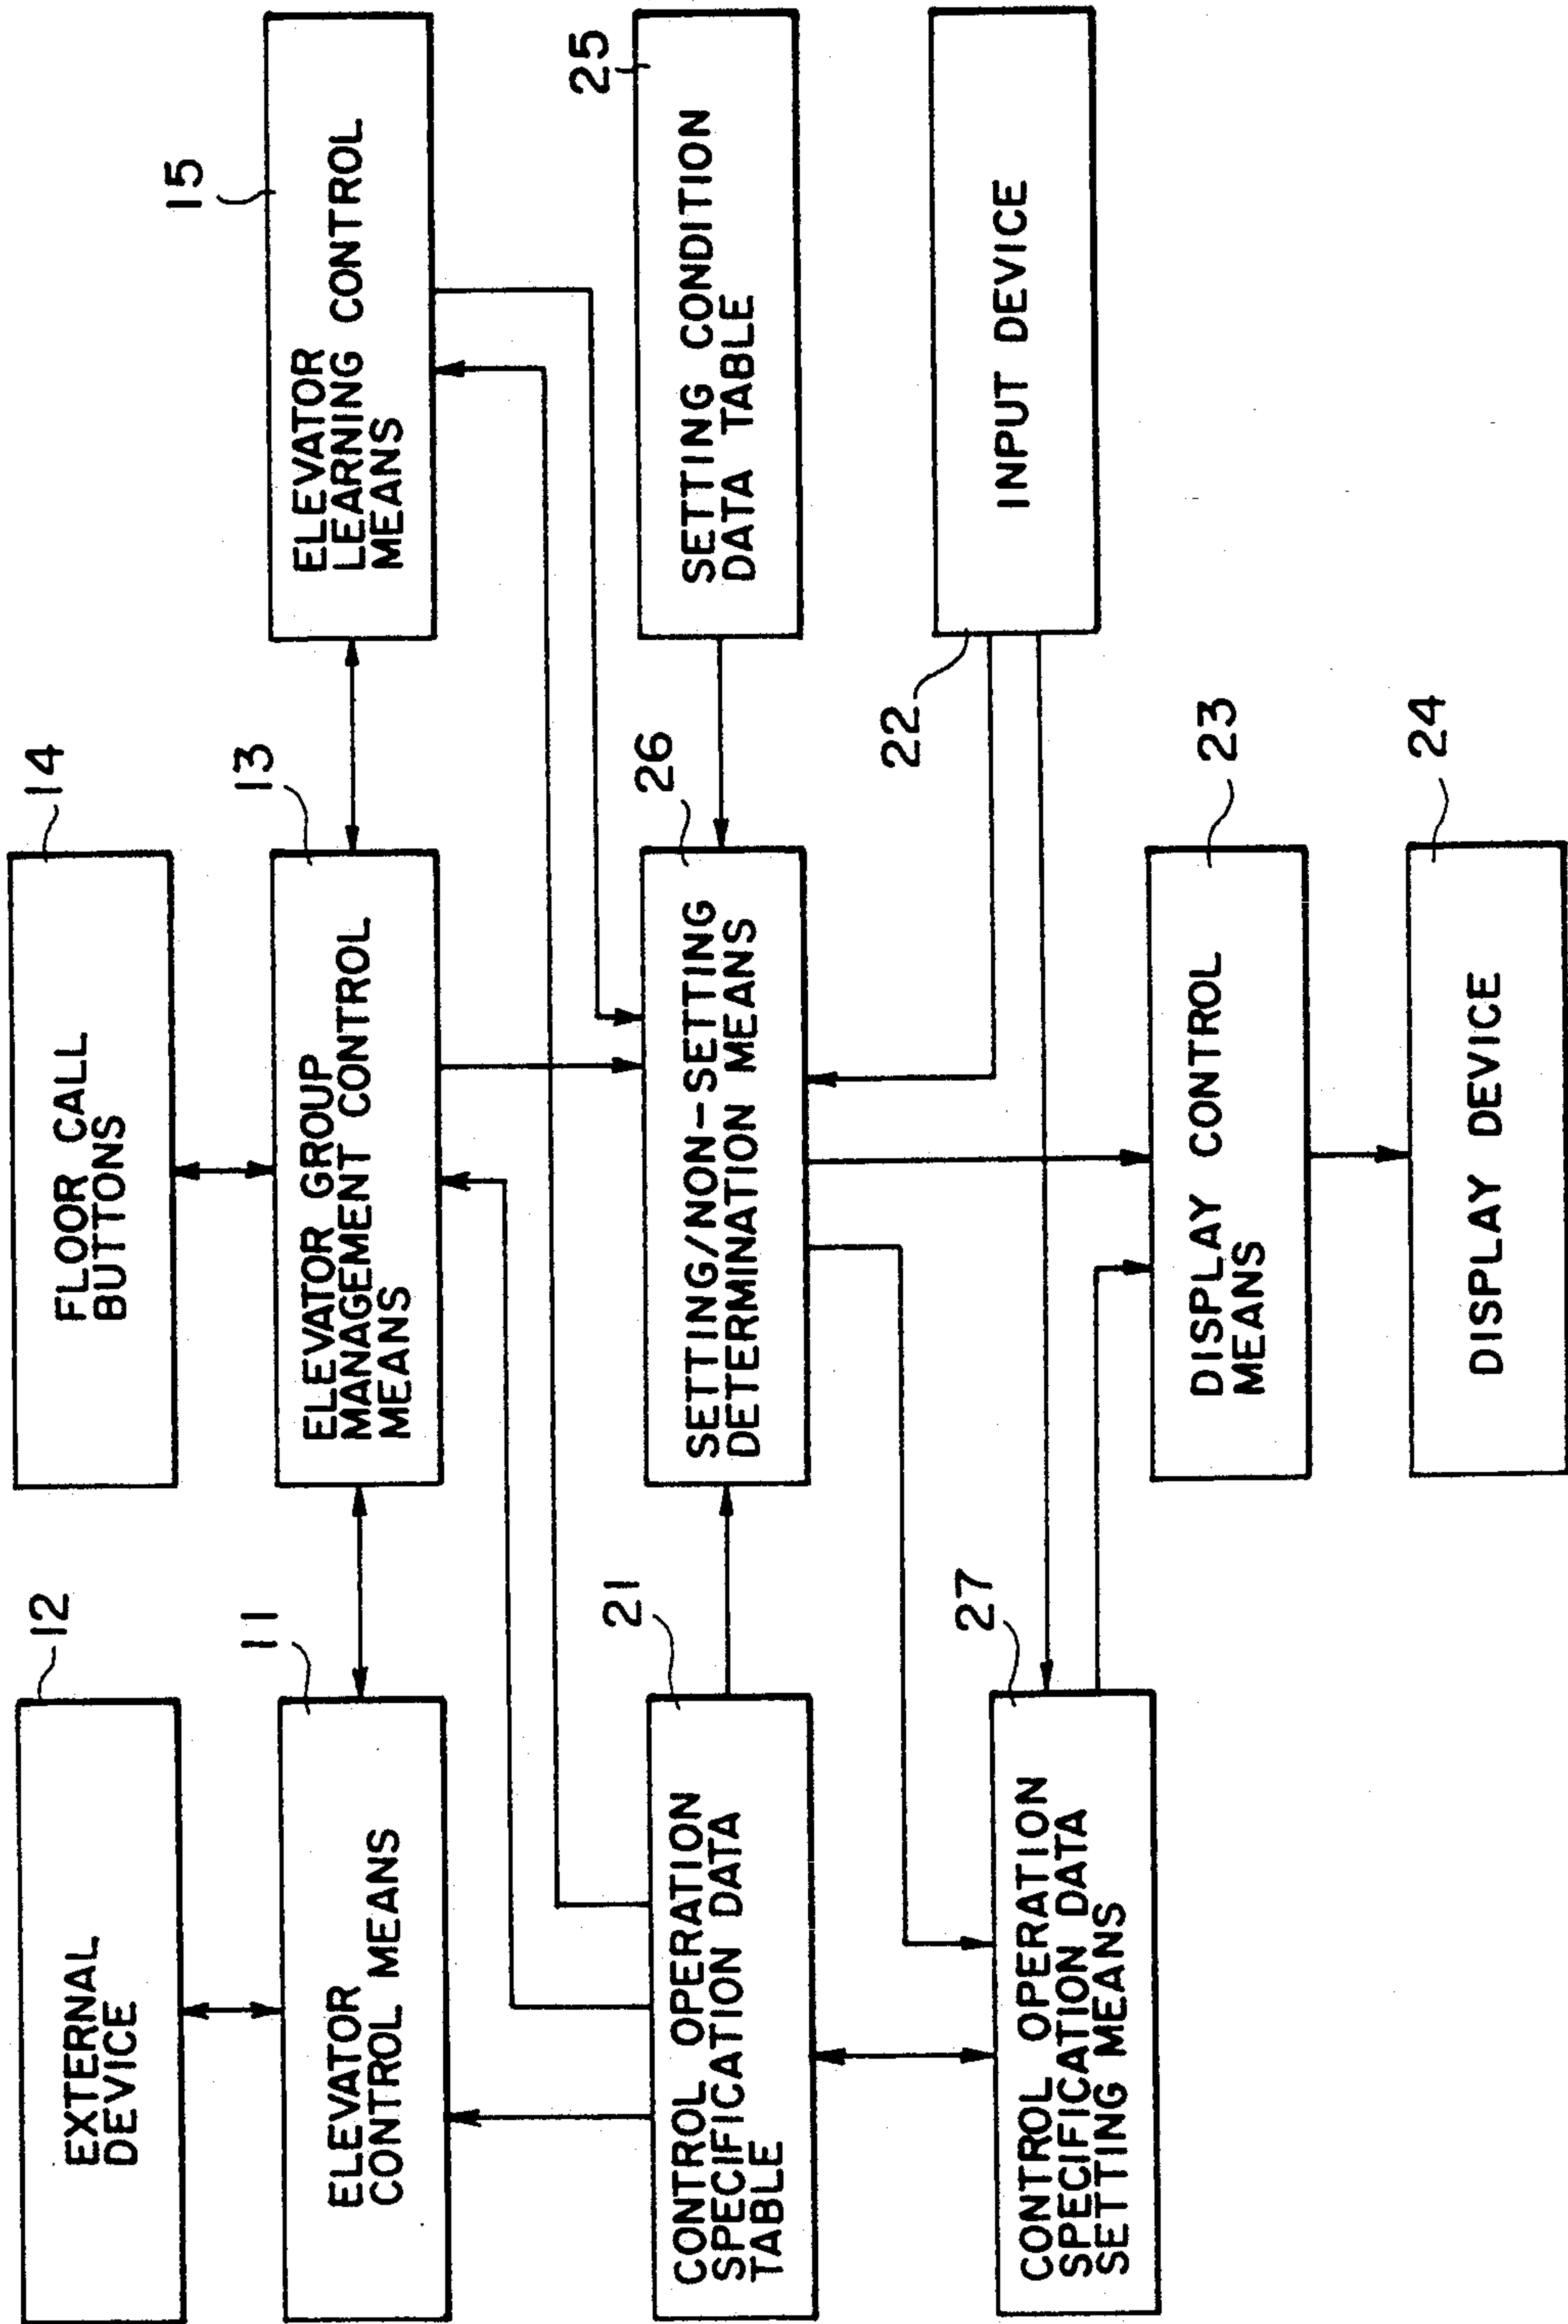 12
EXTERNAL
DEVICE
14
FLOOR CALL
BUTTONS
11
ELEVATOR
CONTROL MEANS
13
ELEVATOR GROUP
MANAGEMENT CONTROL
MEANS
15
ELEVATOR
LEARNING CONTROL
MEANS
21
CONTROL OPERATION
SPECIFICATION DATA
TABLE
26
SETTING/NON-SETTING
DETERMINATION MEANS
25
SETTING CONDITION
DATA TABLE
27
CONTROL OPERATION
SPECIFICATION DATA
SETTING MEANS
22
INPUT DEVICE
23
DISPLAY CONTROL
MEANS
24
DISPLAY DEVICE